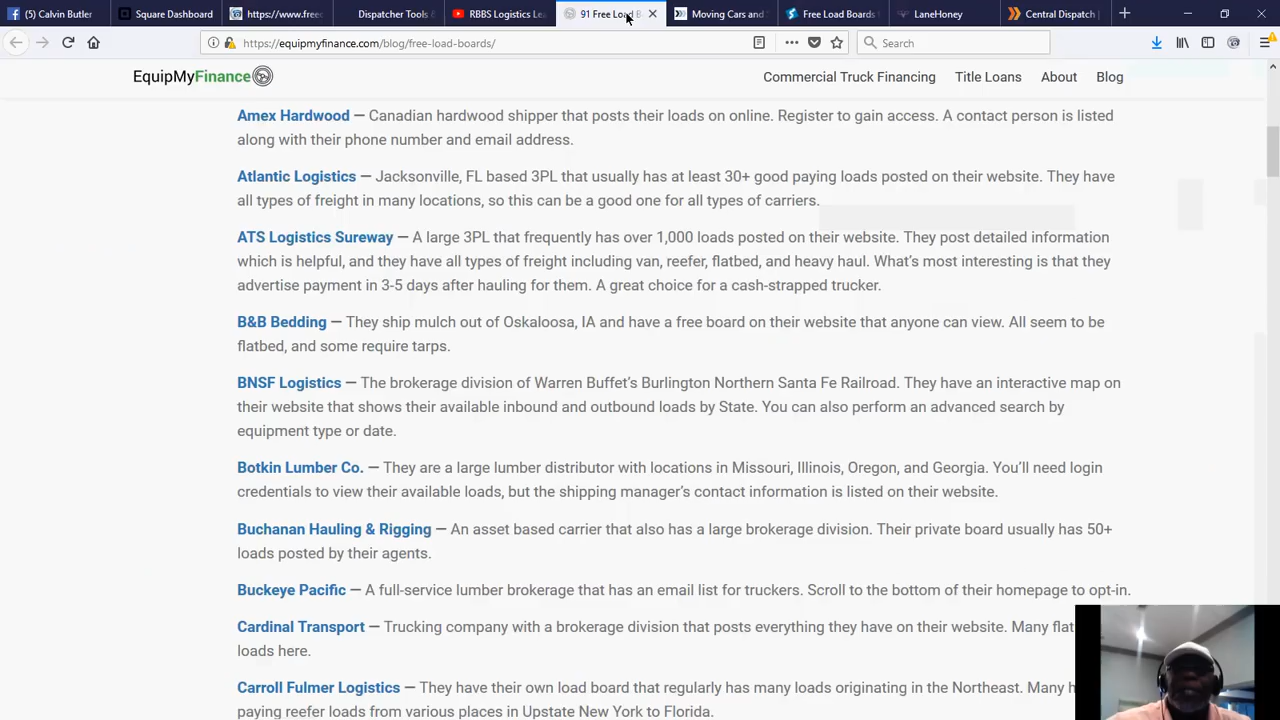 (5) Calvin Butler
Square Dashboard
https://www.freec
Dispatcher Tools &
RBBS Logistics Lea
91 Free Load B
Moving Cars and T
Free Load Boards f
LaneHoney
Central Dispatch |
https://equipmyfinance.com/blog/free-load-boards/
Search
EquipMyFinance
Commercial Truck Financing
Title Loans
About
Blog
Amex Hardwood — Canadian hardwood shipper that posts their loads on online. Register to gain access. A contact person is listed
along with their phone number and email address.
Atlantic Logistics — Jacksonville, FL based 3PL that usually has at least 30+ good paying loads posted on their website. They have
all types of freight in many locations, so this can be a good one for all types of carriers.
ATS Logistics Sureway — A large 3PL that frequently has over 1,000 loads posted on their website. They post detailed information
which is helpful, and they have all types of freight including van, reefer, flatbed, and heavy haul. What's most interesting is that they
advertise payment in 3-5 days after hauling for them. A great choice for a cash-strapped trucker.
B&B Bedding — They ship mulch out of Oskaloosa, IA and have a free board on their website that anyone can view. All seem to be
flatbed, and some require tarps.
BNSF Logistics — The brokerage division of Warren Buffet's Burlington Northern Santa Fe Railroad. They have an interactive map on
their website that shows their available inbound and outbound loads by State. You can also perform an advanced search by
equipment type or date.
Botkin Lumber Co. — They are a large lumber distributor with locations in Missouri, Illinois, Oregon, and Georgia. You'll need login
credentials to view their available loads, but the shipping manager's contact information is listed on their website.
Buchanan Hauling & Rigging — An asset based carrier that also has a large brokerage division. Their private board usually has 50+
loads posted by their agents.
Buckeye Pacific — A full-service lumber brokerage that has an email list for truckers. Scroll to the bottom of their homepage to opt-in.
Cardinal Transport — Trucking company with a brokerage division that posts everything they have on their website. Many flat
loads here.
Carroll Fulmer Logistics — They have their own load board that regularly has many loads originating in the Northeast. Many h
paying reefer loads from various places in Upstate New York to Florida.